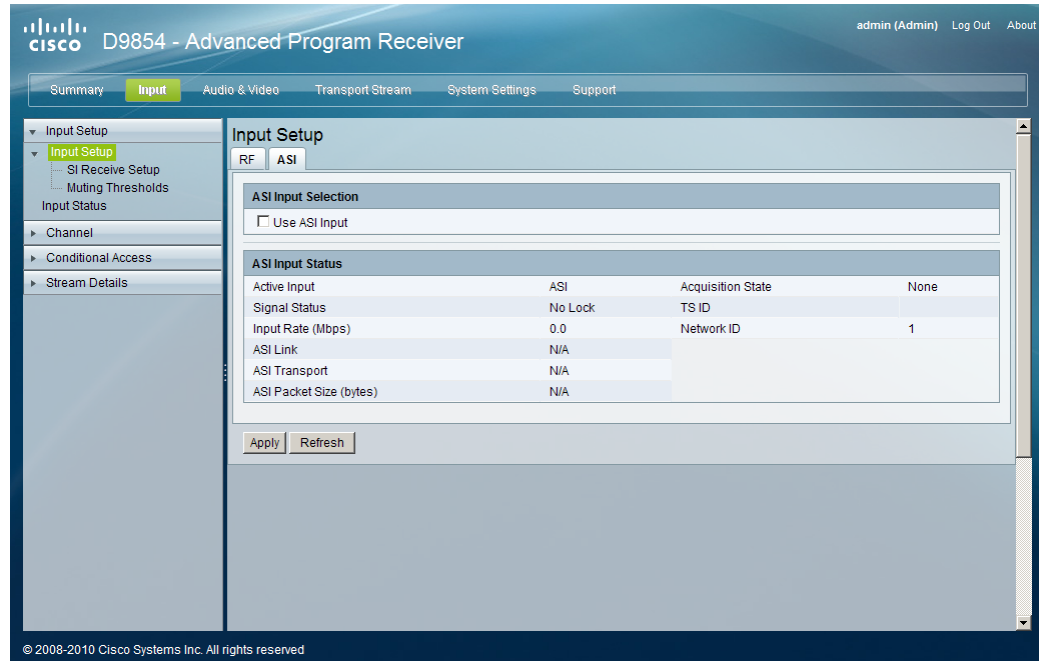 CISCO D9854 - Advanced Program Receiver
admin (Admin) Log Out About
Summary Input Audio & Video Transport Stream System Settings Support
Input Setup
Input Setup
SI Receive Setup
Muting Thresholds
Input Status
Channel
Conditional Access
Stream Details
Input Setup
RF ASI
ASI Input Selection
Use ASI Input
ASI Input Status
Active Input ASI Acquisition State None
Signal Status No Lock TS ID
Input Rate (Mbps) 0.0 Network ID 1
ASI Link N/A
ASI Transport N/A
ASI Packet Size (bytes) N/A
Apply Refresh
© 2008-2010 Cisco Systems Inc. All rights reserved